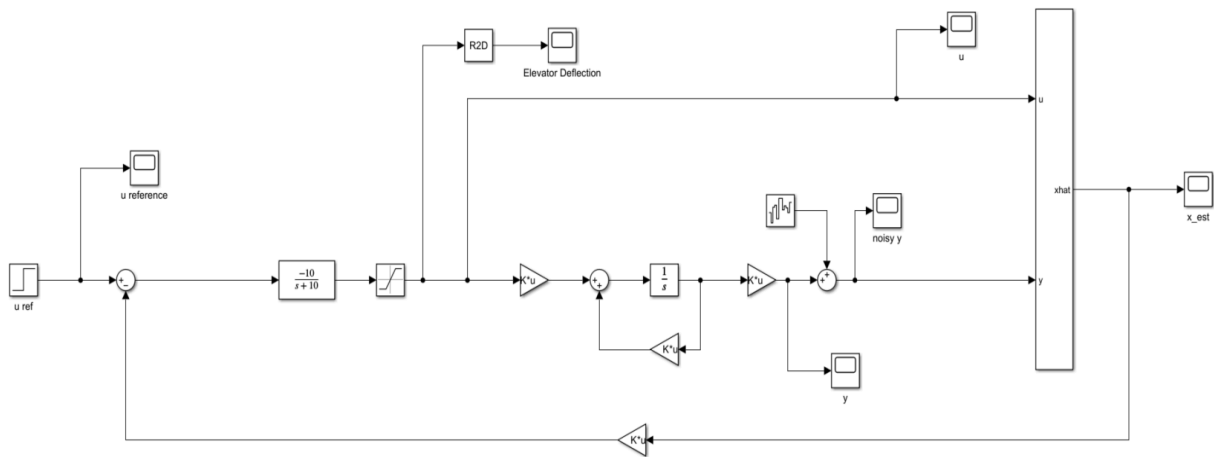 R2D
Elevator Deflection
u
u
u reference
xhat
x_est
noisy y
-10
s+10
1
s
K*u
K*u
+
−
+
+
+
+
u ref
y
K*u
y
K*u